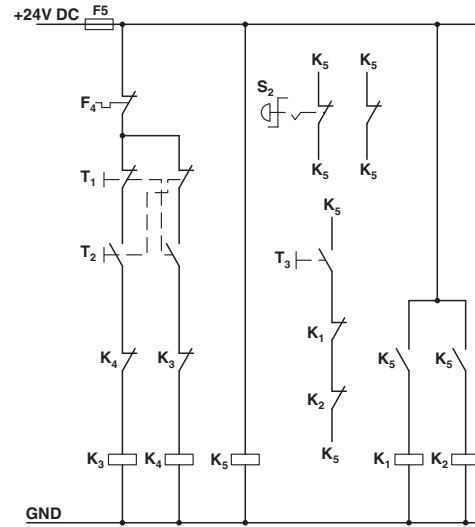 +24V DC F5
K5 K5
S2
F4
K5 K5
T1
K5
T2 T3
K1
K4 K3 K5 K5
K2
K5
K3 K4 K5 K1 K2
GND